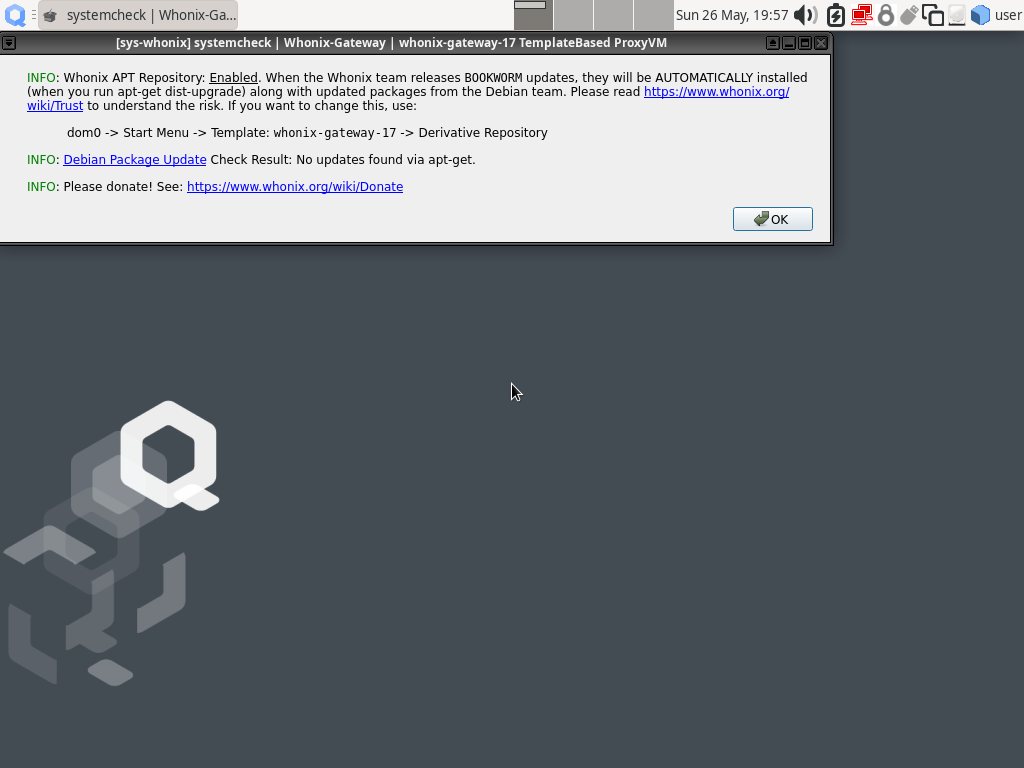 systemcheck | Whonix-Ga...
Sun 26 May, 19:57
user
[sys-whonix] systemcheck | Whonix-Gateway | whonix-gateway-17 TemplateBased ProxyVM
INFO: Whonix APT Repository: Enabled. When the Whonix team releases BOOKWORM updates, they will be AUTOMATICALLY installed
(when you run apt-get dist-upgrade) along with updated packages from the Debian team. Please read https://www.whonix.org/
wiki/Trust to understand the risk. If you want to change this, use:
dom0 -> Start Menu -> Template: whonix-gateway-17 -> Derivative Repository
INFO: Debian Package Update Check Result: No updates found via apt-get.
INFO: Please donate! See: https://www.whonix.org/wiki/Donate
OK